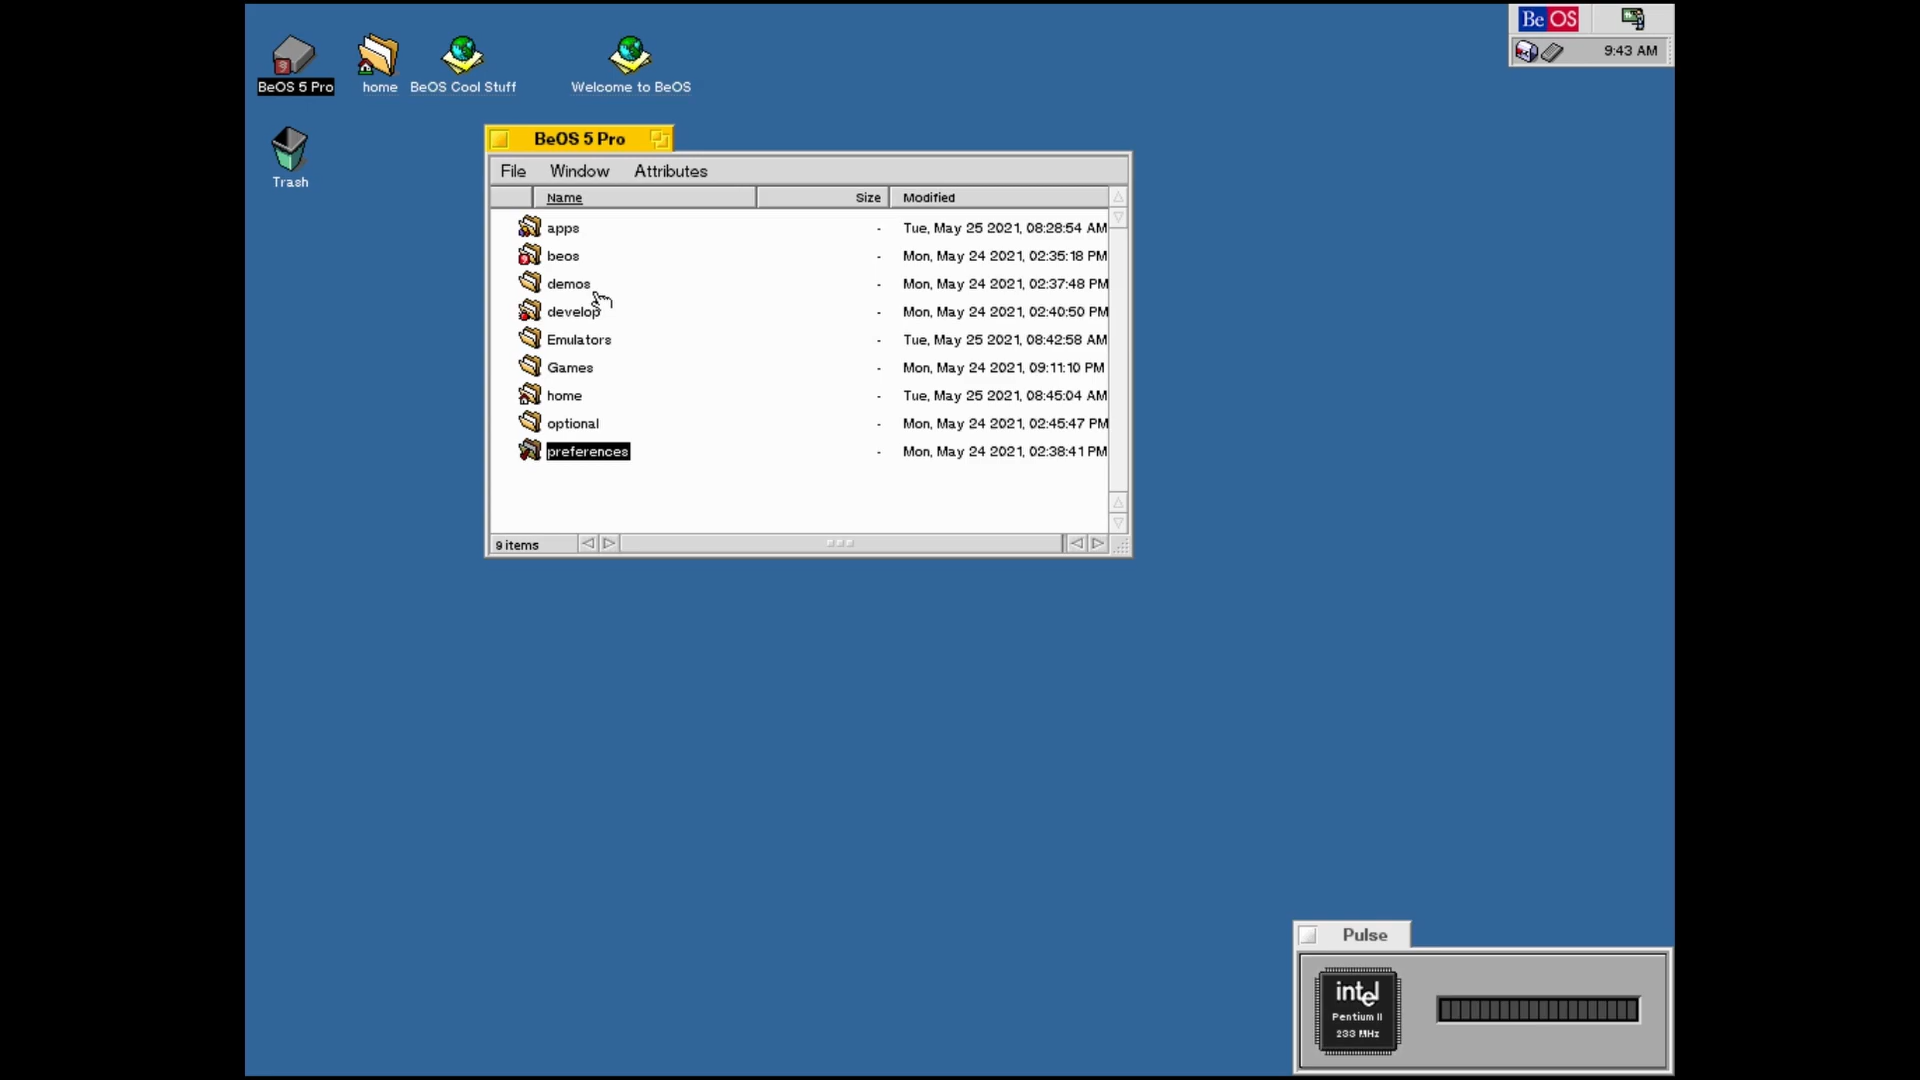 Be OS
9:43 AM
BeOS 5 Pro
home
BeOS Cool Stuff
Welcome to BeOS
Trash
BeOS 5 Pro
File Window Attributes
Name Size Modified
apps - Tue, May 25 2021, 08:28:54 AM
beos - Mon, May 24 2021, 02:35:18 PM
demos - Mon, May 24 2021, 02:37:48 PM
develop - Mon, May 24 2021, 02:40:50 PM
Emulators - Tue, May 25 2021, 08:42:58 AM
Games - Mon, May 24 2021, 09:11:10 PM
home - Tue, May 25 2021, 08:45:04 AM
optional - Mon, May 24 2021, 02:45:47 PM
preferences - Mon, May 24 2021, 02:38:41 PM
9 items
Pulse
intel
Pentium II
233 MHz